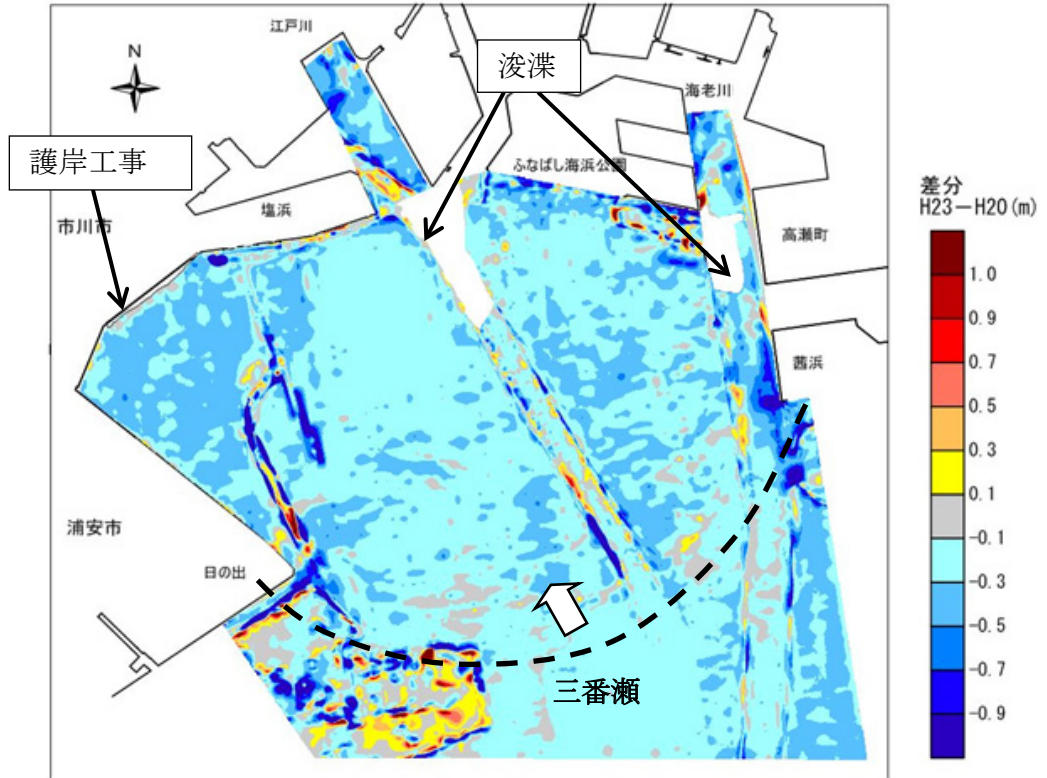 江戸川
N
浚渫
海老川
護岸工事
ふなばし海浜公園
塩浜
市川市
高瀬町
茜浜
浦安市
日の出
三番瀬
差分
H23-H20(m)
1.0
0.9
0.7
0.5
0.3
0.1
-0.1
-0.3
-0.5
-0.7
-0.9